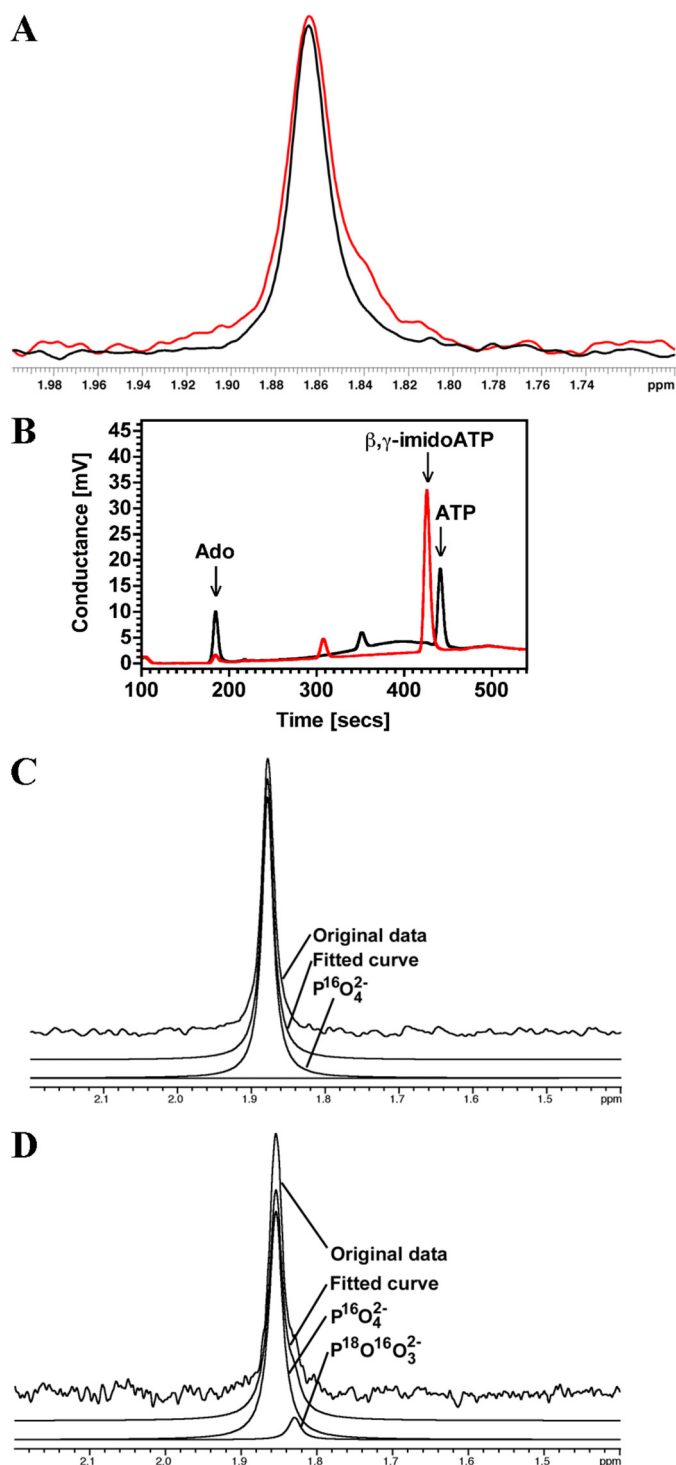 A
1.98 1.96 1.94 1.92 1.90 1.88 1.86 1.84 1.82 1.80 1.78 1.76 1.74 ppm
B
45
40
35
30
25
20
15
10
5
0
Conductance [mV]
β,γ-imidoATP
ATP
Ado
100 200 300 400 500
Time [secs]
C
Original data
Fitted curve
P¹⁶O₄²⁻
2.1 2.0 1.9 1.8 1.7 1.6 1.5 ppm
D
Original data
Fitted curve
P¹⁶O₄²⁻
P¹⁸O¹⁶O₃²⁻
2.1 2.0 1.9 1.8 1.7 1.6 1.5 ppm